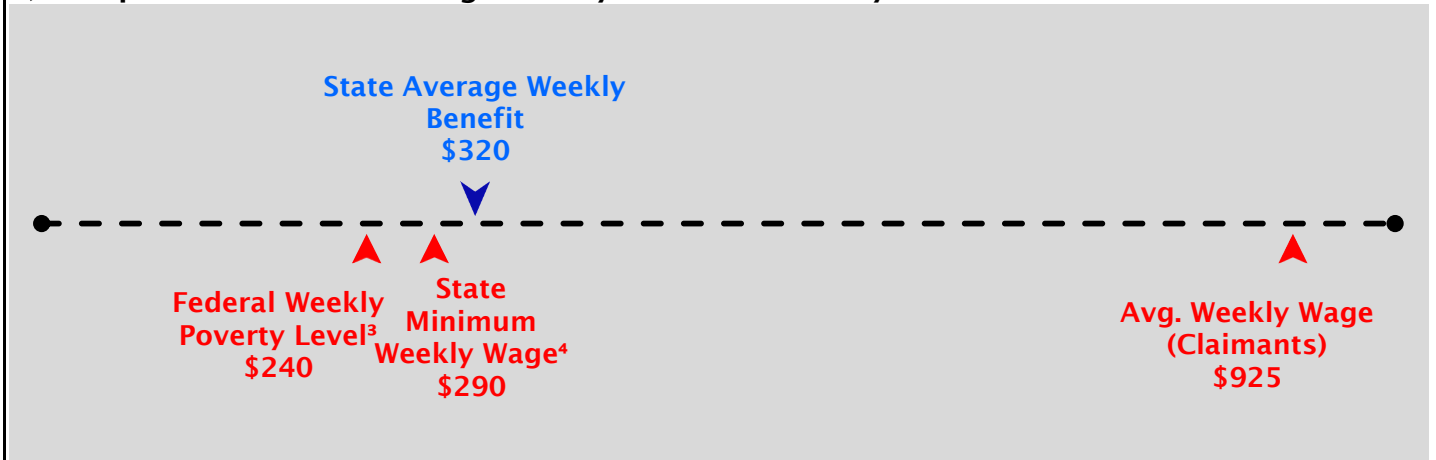 State Average Weekly
Benefit
$320
Federal Weekly
Poverty Level³
$240
State
Minimum
Weekly Wage⁴
$290
Avg. Weekly Wage
(Claimants)
$925